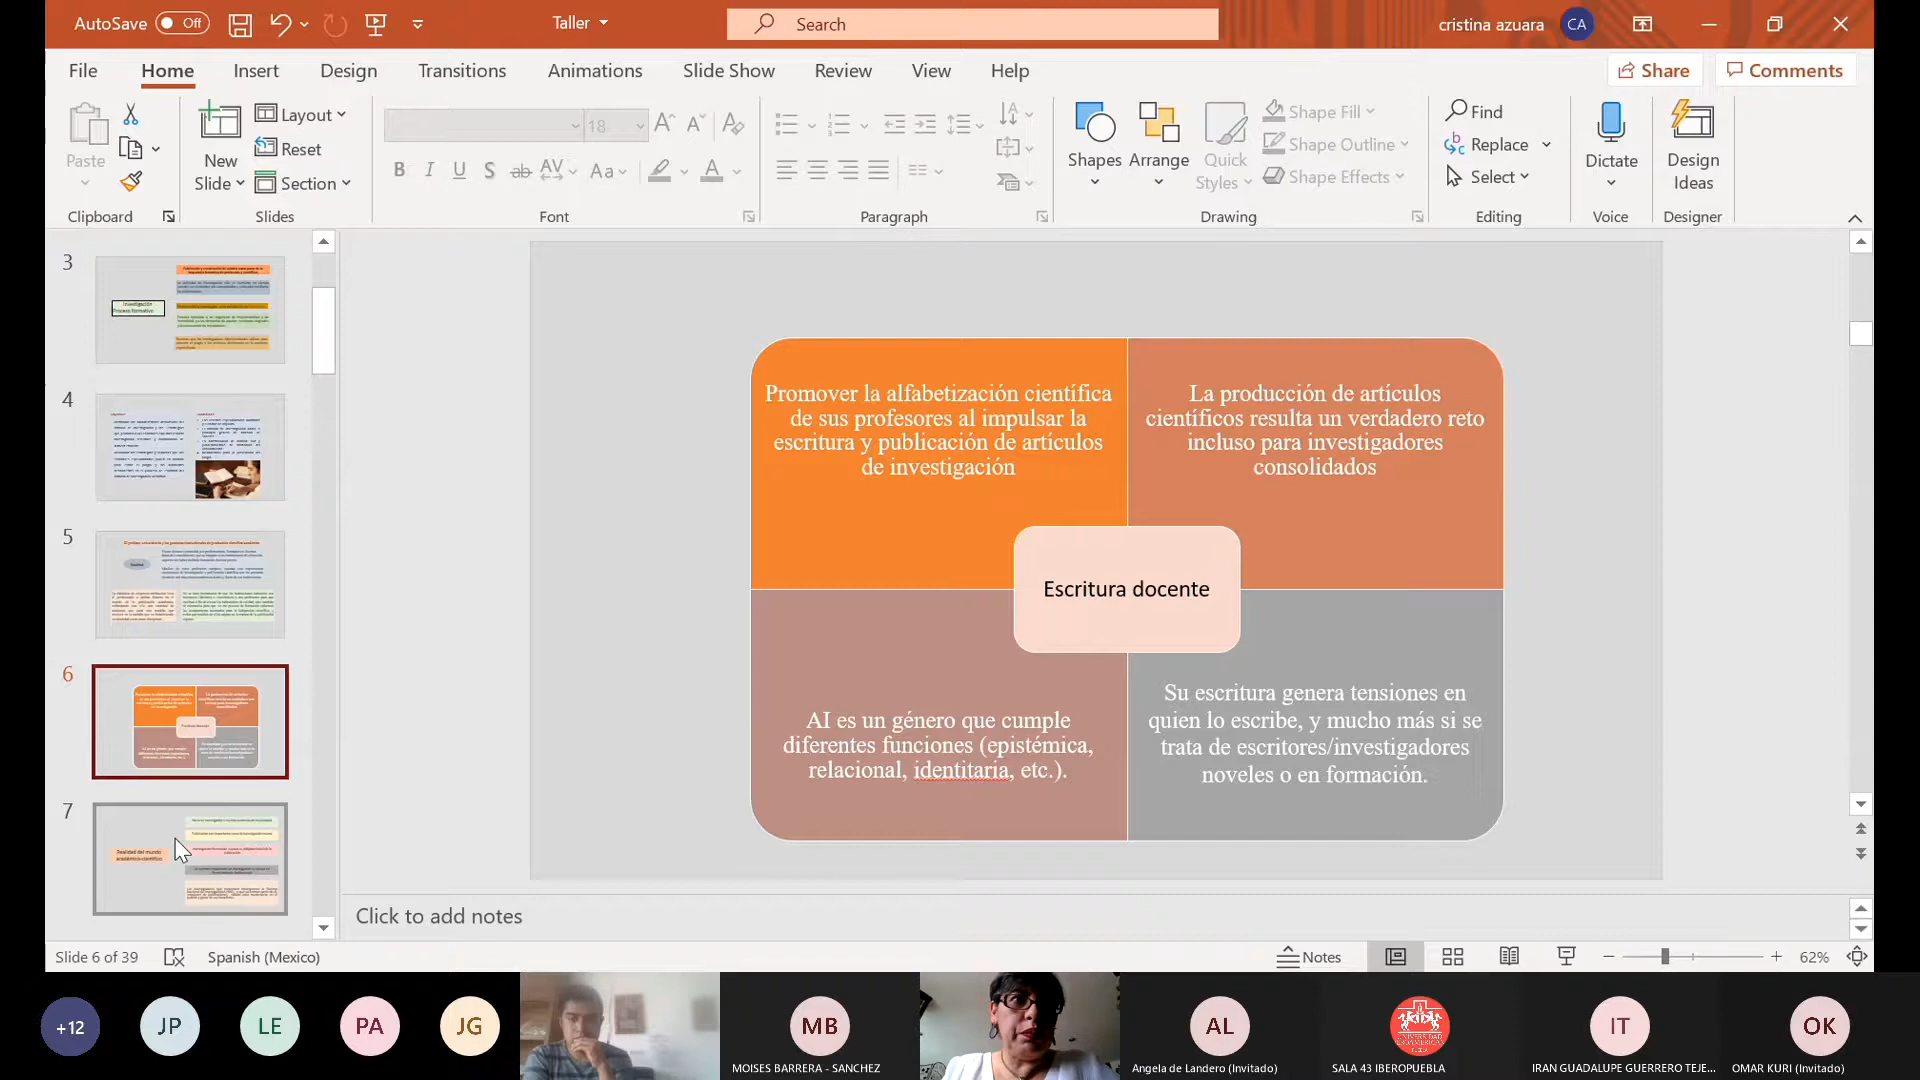 AutoSave Off
Taller
Search
cristina azuara CA
File Home Insert Design Transitions Animations Slide Show Review View Help
Share Comments
Paste
New
Slide
Layout
Reset
Section
18
B I U S ab AV Aa A
Shapes Arrange Quick
Styles
Shape Fill
Shape Outline
Shape Effects
Find
Replace
Select
Dictate
Design
Ideas
Clipboard Slides Font Paragraph Drawing Editing Voice Designer
3
4
5
6
7
Promover la alfabetización científica
de sus profesores al impulsar la
escritura y publicación de artículos
de investigación
La producción de artículos
científicos resulta un verdadero reto
incluso para investigadores
consolidados
Escritura docente
AI es un género que cumple
diferentes funciones (epistémica,
relacional, identitaria, etc.).
Su escritura genera tensiones en
quien lo escribe, y mucho más si se
trata de escritores/investigadores
noveles o en formación.
Realidad del mundo
académico-científico
Click to add notes
Slide 6 of 39 Spanish (Mexico) Notes 62%
+12 JP LE PA JG MB AL IT OK
MOISES BARRERA - SANCHEZ
Angela de Landero (Invitado)
SALA 43 IBEROPUEBLA
IRAN GUADALUPE GUERRERO TEJE...
OMAR KURI (Invitado)